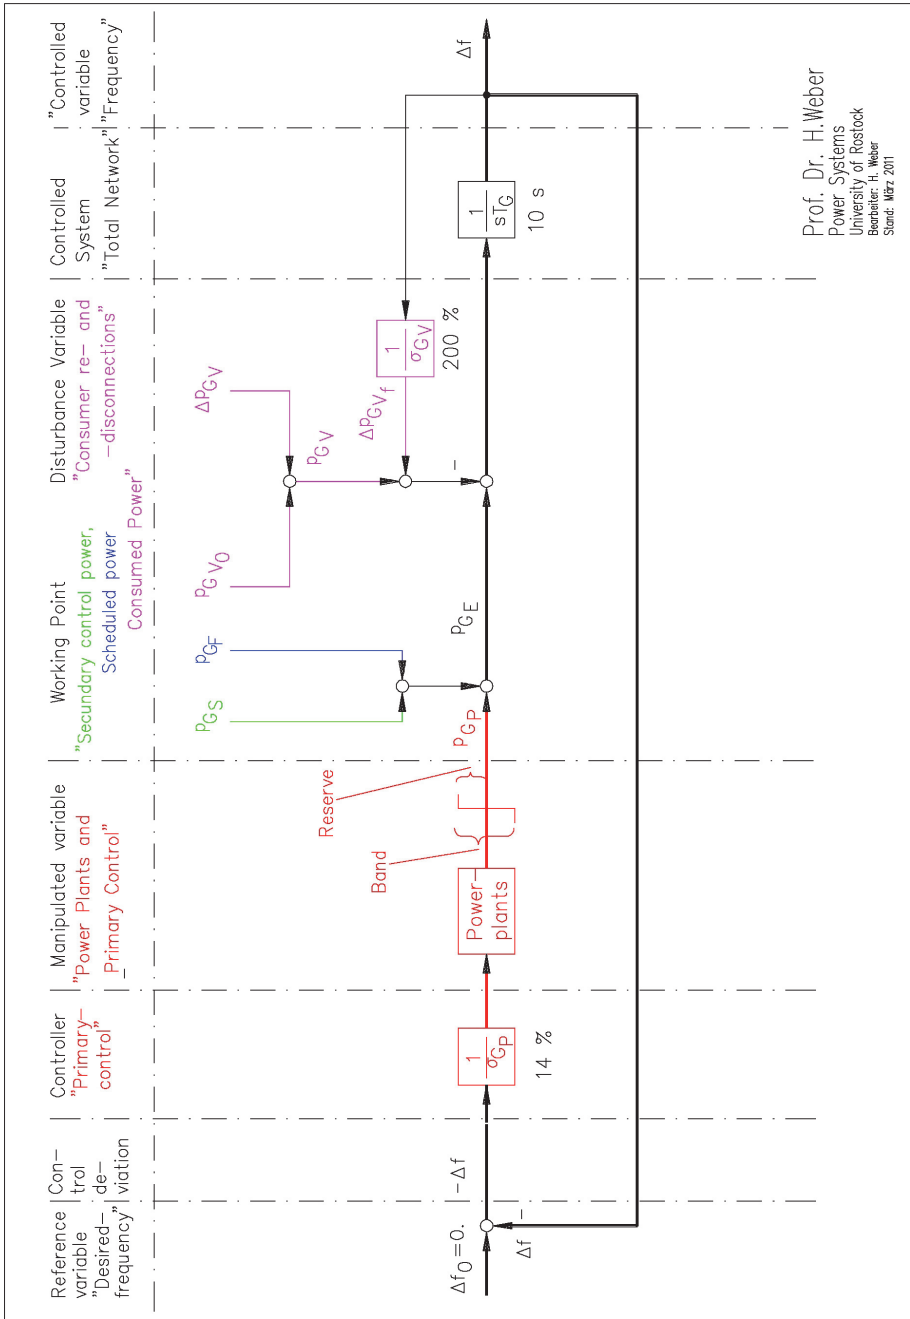 Reference
variable
"Desired–
frequency"
Con–
trol
de–
viation
Controller
"Primary–
control"
Manipulated variable
"Power Plants and
Primary Control"
Working Point
"Secundary control power,
Scheduled power
Consumed Power"
Disturbance Variable
"Consumer re– and
–disconnections"
Controlled
System
"Total Network"
"Controlled
variable
"Frequency"
pGS
pGF
pGV0
ΔpGV
pGV
ΔpGVf
1
σGV
200 %
Reserve
Band
Δf0=0.
–Δf
1
σGP
14 %
Power–
plants
pGP
pGE
–
1
sTG
10 s
Δf
–
Δf
Prof. Dr. H.Weber
Power Systems
University of Rostock
Bearbeiter: H. Weber
Stand: März 2011